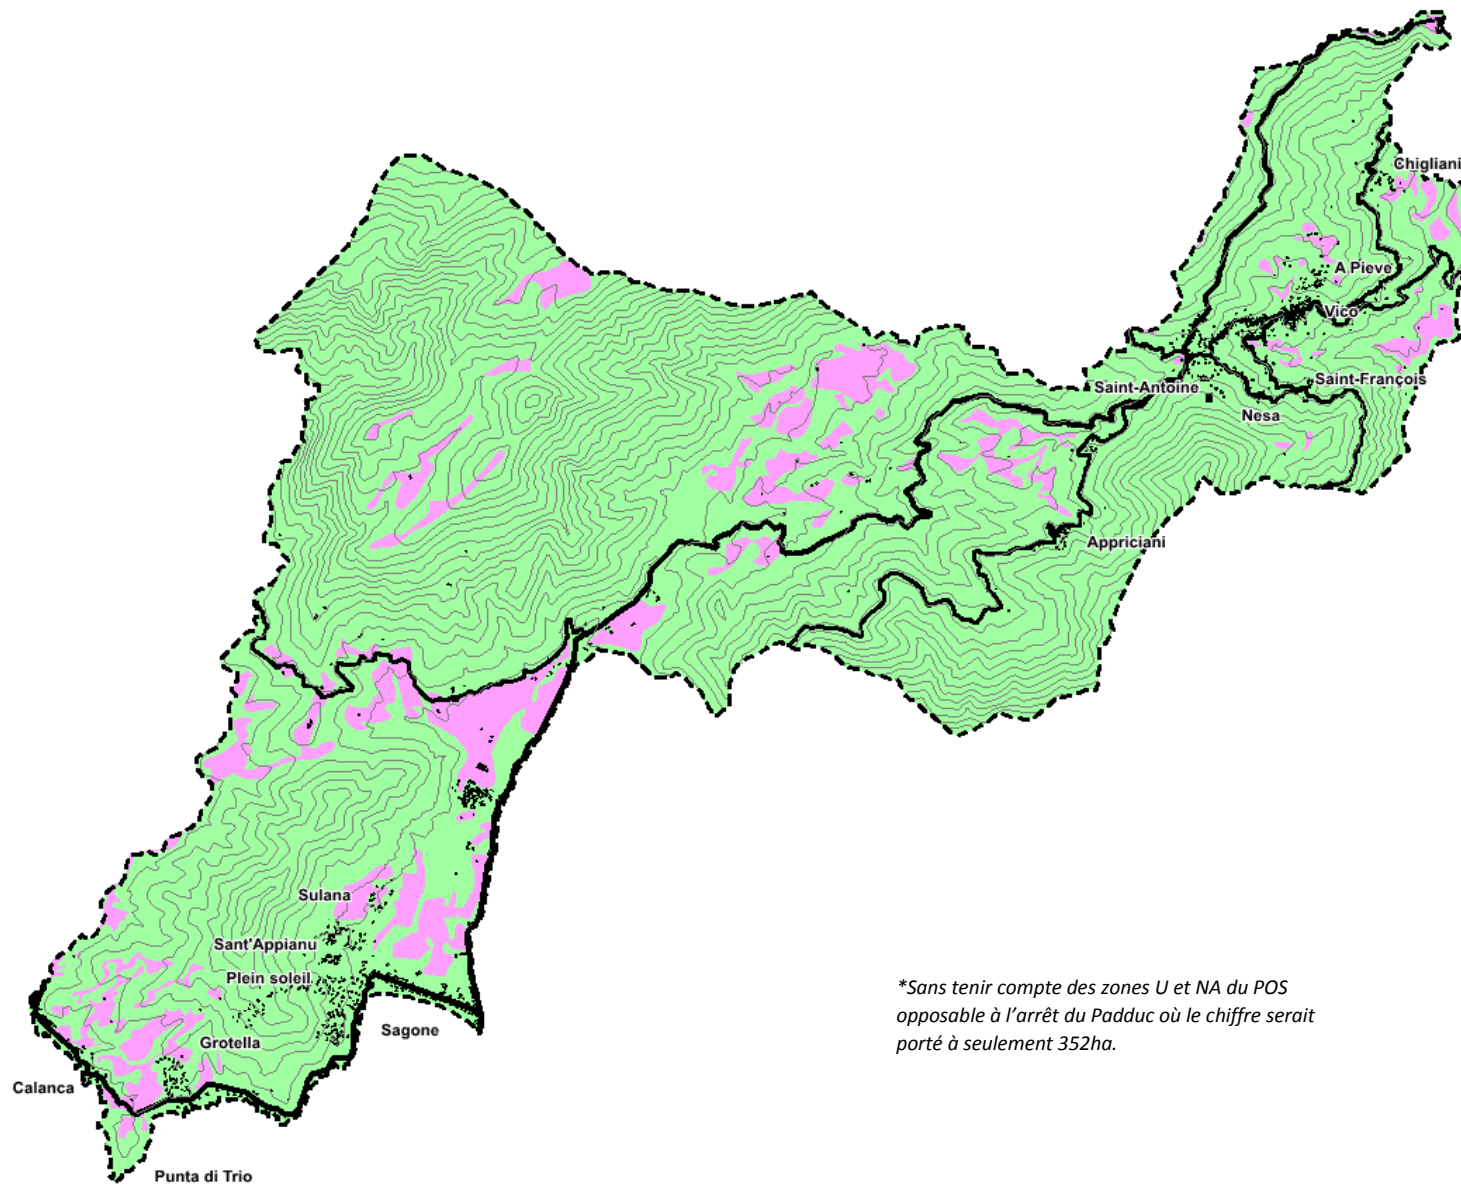 Chigliani
A Pieve
Vico
Saint-François
Saint-Antoine
Nesa
Appriciani
Sulana
Sant'Appianu
Plein soleil
Sagone
Grotella
Calanca
Punta di Trio
*Sans tenir compte des zones U et NA du POS
opposable à l'arrêt du Padduc où le chiffre serait
porté à seulement 352ha.